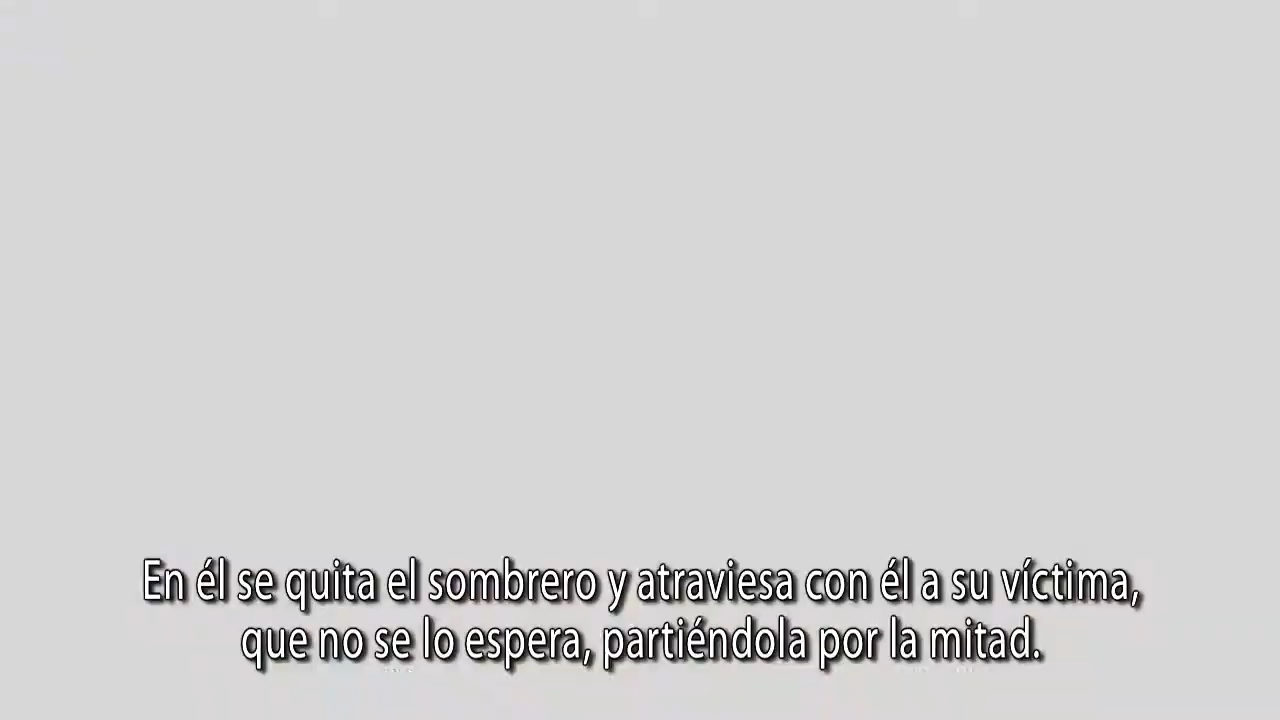 En él se quita el sombrero y atraviesa con él a su víctima,
que no se lo espera, partiéndola por la mitad.